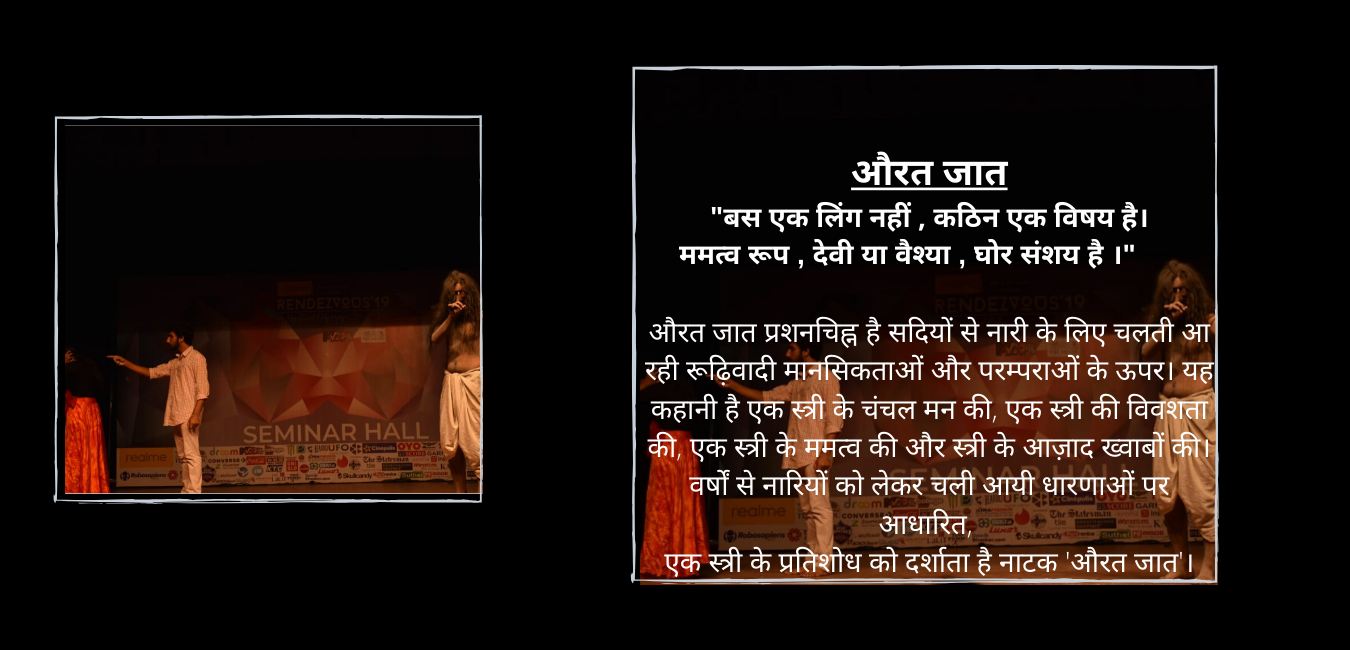 RENDEZVOUS'19
SEMINAR HALL
realme
औरत जात
"बस एक लिंग नहीं , कठिन एक विषय है।
ममत्व रूप , देवी या वैश्या , घोर संशय है ।"
औरत जात प्रशनचिह्न है सदियों से नारी के लिए चलती आ
रही रूढ़िवादी मानसिकताओं और परम्पराओं के ऊपर। यह
कहानी है एक स्त्री के चंचल मन की, एक स्त्री की विवशता
की, एक स्त्री के ममत्व की और स्त्री के आज़ाद ख्वाबों की।
वर्षों से नारियों को लेकर चली आयी धारणाओं पर
आधारित,
एक स्त्री के प्रतिशोध को दर्शाता है नाटक 'औरत जात'।